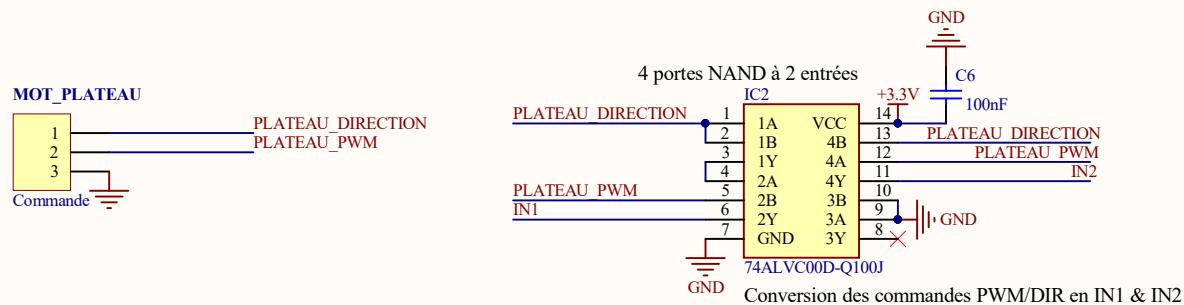 MOT_PLATEAU
1
2
3
PLATEAU_DIRECTION
PLATEAU_PWM
Commande
4 portes NAND à 2 entrées
IC2
GND
C6
100nF
+3.3V
PLATEAU_DIRECTION
1 1A VCC 14
2 1B 4B 13 PLATEAU_DIRECTION
3 1Y 4A 12 PLATEAU_PWM
4 2A 4Y 11 IN2
PLATEAU_PWM 5 2B 3B 10
IN1 6 2Y 3A 9 GND
7 GND 3Y 8
GND
74ALVC00D-Q100J
Conversion des commandes PWM/DIR en IN1 & IN2